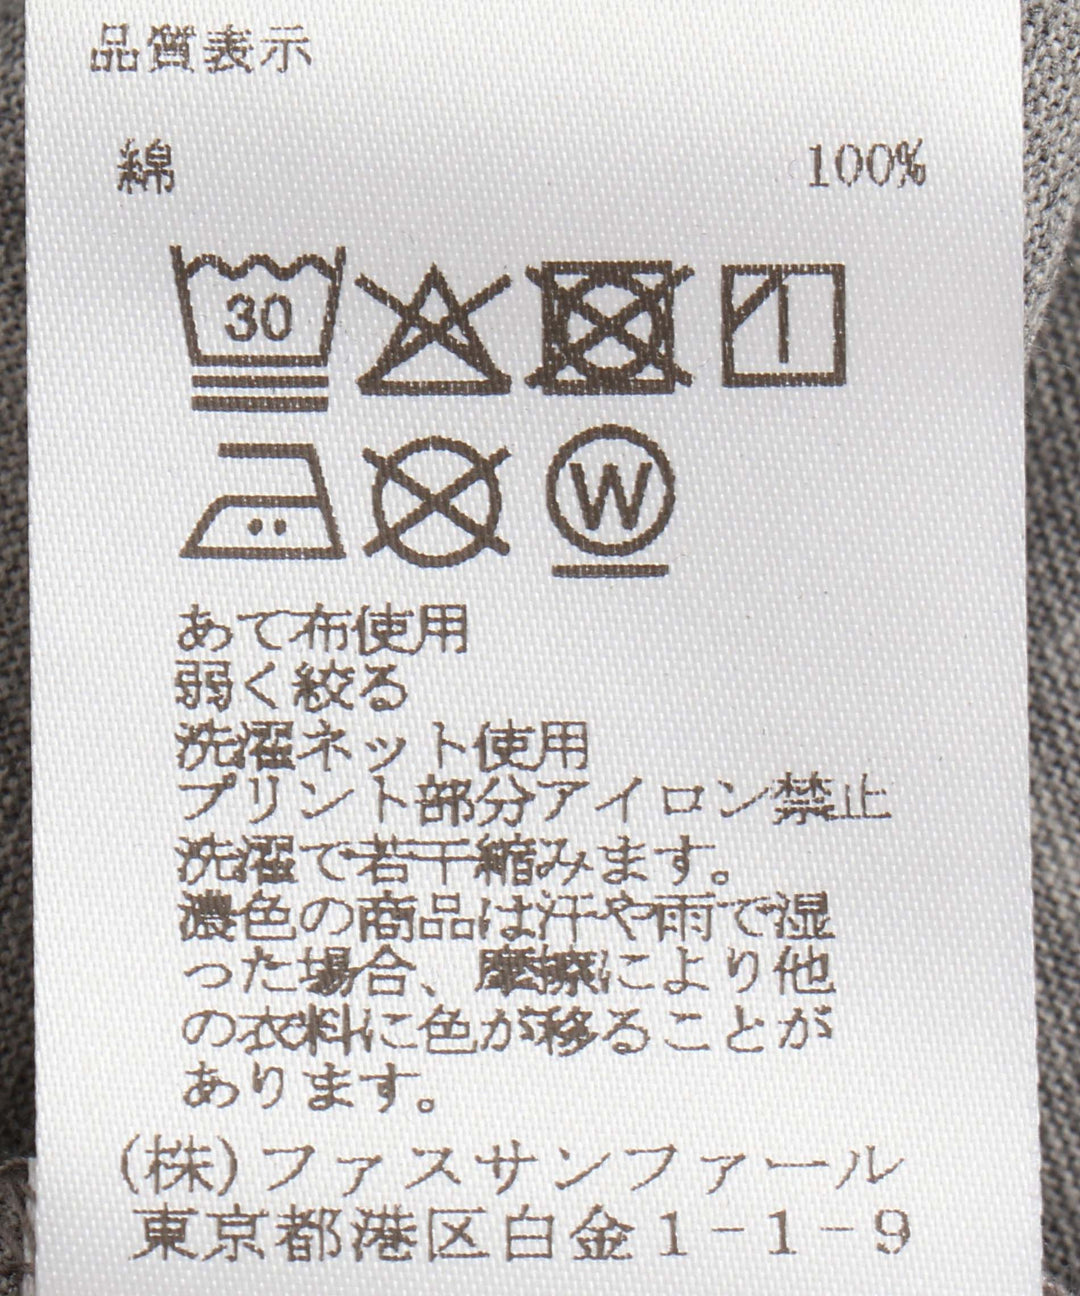 品質表示
綿 100%
30
W
あて布使用
弱く絞る
洗濯ネット使用
プリント部分アイロン禁止
洗濯で若干縮みます。
濃色の商品は汗や雨で湿
った場合、摩擦により他
の衣料に色が移ることが
あります。
(株)ファスサンファール
東京都港区白金1-1-9